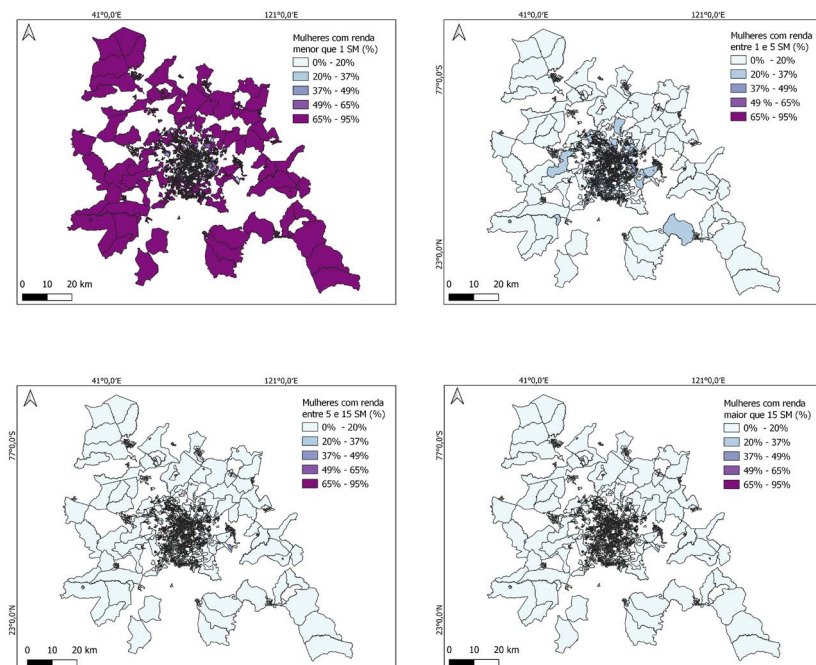 41°0,0'E 121°0,0'E
Mulheres com renda
menor que 1 SM (%)
0% - 20%
20% - 37%
37% - 49%
49% - 65%
65% - 95%
0 10 20 km
41°0,0'E 121°0,0'E
77°0,0'S
23°0,0'N
Mulheres com renda
entre 1 e 5 SM (%)
0% - 20%
20% - 37%
37% - 49%
49 % - 65%
65% - 95%
0 10 20 km
41°0,0'E 121°0,0'E
77°0,0'S
23°0,0'N
Mulheres com renda
entre 5 e 15 SM (%)
0% - 20%
20% - 37%
37% - 49%
49% - 65%
65% - 95%
0 10 20 km
41°0,0'E 121°0,0'E
77°0,0'S
23°0,0'N
Mulheres com renda
maior que 15 SM (%)
0% - 20%
20% - 37%
37% - 49%
49% - 65%
65% - 95%
0 10 20 km